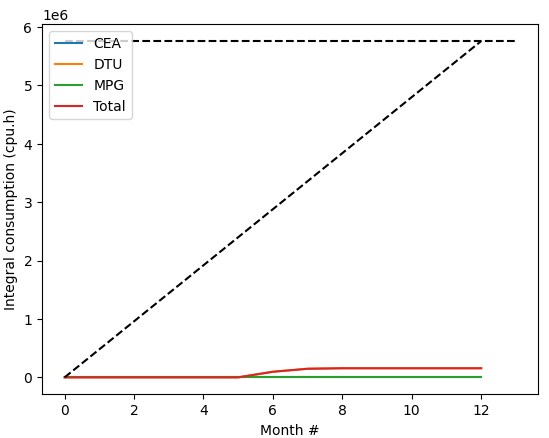 1e6
6
5
4
3
2
1
0
Integral consumption (cpu.h)
CEA
DTU
MPG
Total
0 2 4 6 8 10 12
Month #